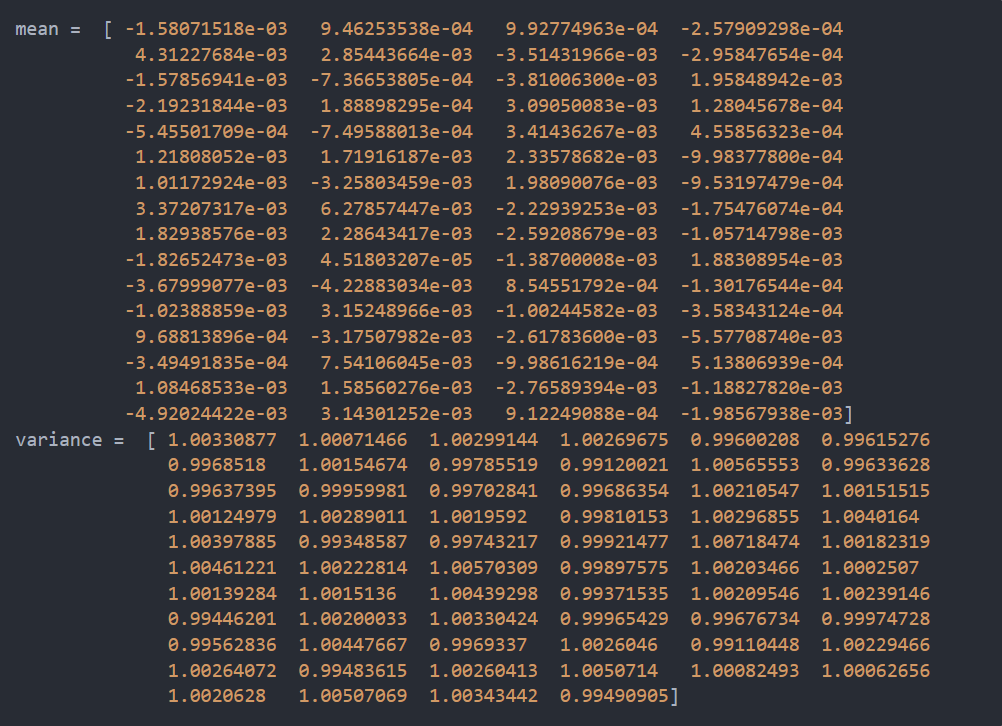 mean =  [ -1.58071518e-03   9.46253538e-04   9.92774963e-04  -2.57909298e-04
4.31227684e-03   2.85443664e-03  -3.51431966e-03  -2.95847654e-04
-1.57856941e-03  -7.36653805e-04  -3.81006300e-03   1.95848942e-03
-2.19231844e-03   1.88898295e-04   3.09050083e-03   1.28045678e-04
-5.45501709e-04  -7.49588013e-04   3.41436267e-03   4.55856323e-04
1.21808052e-03   1.71916187e-03   2.33578682e-03  -9.98377800e-04
1.01172924e-03  -3.25803459e-03   1.98090076e-03  -9.53197479e-04
3.37207317e-03   6.27857447e-03  -2.22939253e-03  -1.75476074e-04
1.82938576e-03   2.28643417e-03  -2.59208679e-03  -1.05714798e-03
-1.82652473e-03   4.51803207e-05  -1.38700008e-03   1.88308954e-03
-3.67999077e-03  -4.22883034e-03   8.54551792e-04  -1.30176544e-04
-1.02388859e-03   3.15248966e-03  -1.00244582e-03  -3.58343124e-04
9.68813896e-04  -3.17507982e-03  -2.61783600e-03  -5.57708740e-03
-3.49491835e-04   7.54106045e-03  -9.98616219e-04   5.13806939e-04
1.08468533e-03   1.58560276e-03  -2.76589394e-03  -1.18827820e-03
-4.92024422e-03   3.14301252e-03   9.12249088e-04  -1.98567938e-03]
variance =  [ 1.00330877  1.00071466  1.00299144  1.00269675  0.99600208  0.99615276
0.9968518   1.00154674  0.99785519  0.99120021  1.00565553  0.99633628
0.99637395  0.99959981  0.99702841  0.99686354  1.00210547  1.00151515
1.00124979  1.00289011  1.0019592   0.99810153  1.00296855  1.0040164
1.00397885  0.99348587  0.99743217  0.99921477  1.00718474  1.00182319
1.00461221  1.00222814  1.00570309  0.99897575  1.00203466  1.0002507
1.00139284  1.0015136   1.00439298  0.99371535  1.00209546  1.00239146
0.99446201  1.00200033  1.00330424  0.99965429  0.99676734  0.99974728
0.99562836  1.00447667  0.9969337   1.0026046   0.99110448  1.00229466
1.00264072  0.99483615  1.00260413  1.0050714   1.00082493  1.00062656
1.0020628   1.00507069  1.00343442  0.99490905]